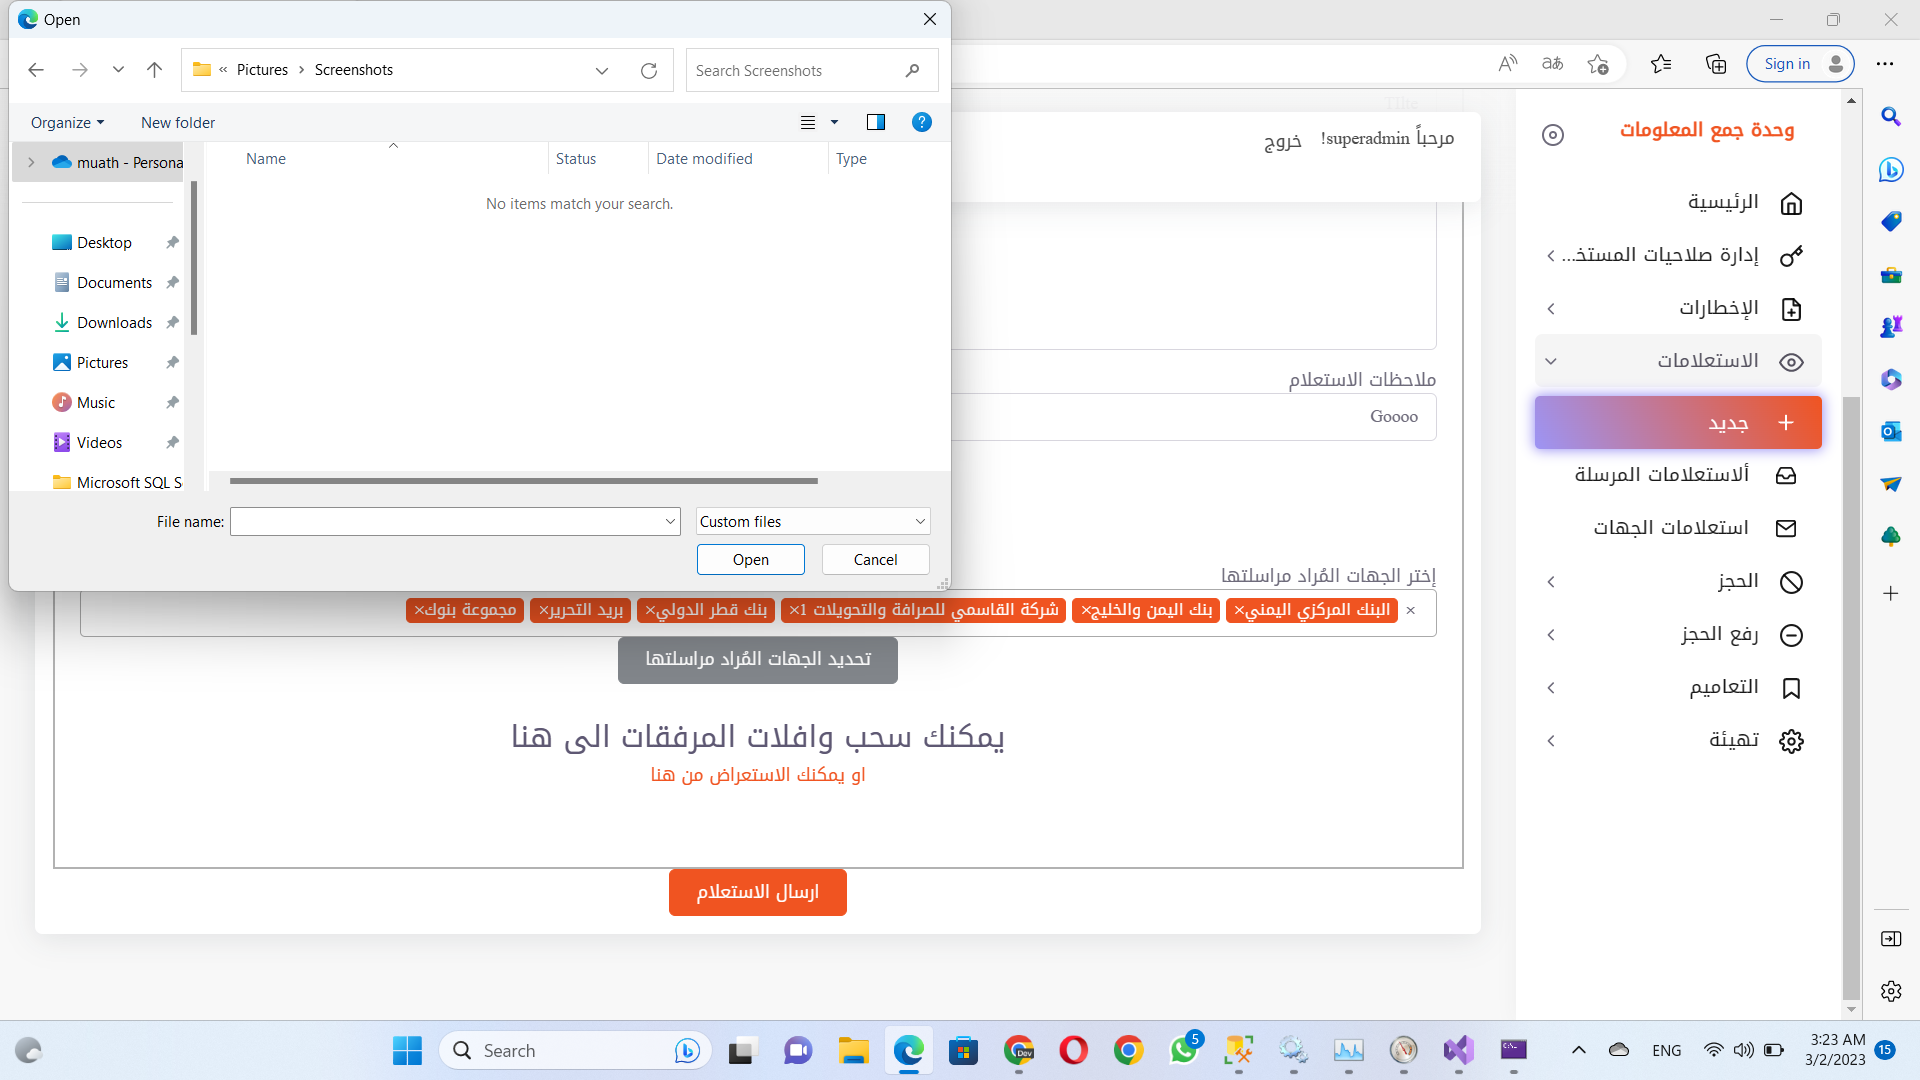 Open
Pictures
Screenshots
Search Screenshots
Organize
New folder
Name
Status
Date modified
Type
No items match your search.
muath - Persona
Desktop
Documents
Downloads
Pictures
Music
Videos
Microsoft SQL S
File name:
Custom files
Open
Cancel
Sign in
مرحباً superadmin!
خروج
وحدة جمع المعلومات
الرئيسية
إدارة صلاحيات المستخد...
الإخطارات
الاستعلامات
جديد
ألاستعلامات المرسلة
استعلامات الجهات
الحجز
رفع الحجز
التعاميم
تهيئة
ملاحظات الاستعلام
Goooo
إختر الجهات المُراد مراسلتها
× البنك المركزي اليمني× بنك اليمن والخليج× شركة القاسمي للصرافة والتحويلات 1× بنك قطر الدولي× بريد التحرير× مجموعة بنوك×
تحديد الجهات المُراد مراسلتها
يمكنك سحب وافلات المرفقات الى هنا
او يمكنك الاستعراض من هنا
ارسال الاستعلام
Search
Dev
5
ENG
3:23 AM
3/2/2023
15